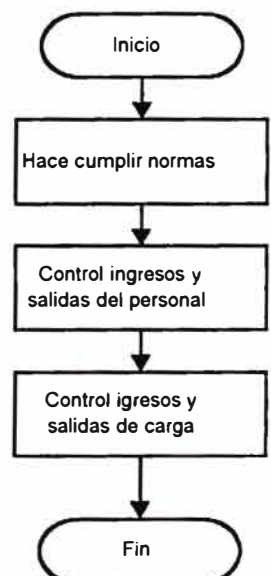 Inicio
Hace cumplir normas
Control ingresos y
salidas del personal
Control igresos y
salidas de carga
Fin